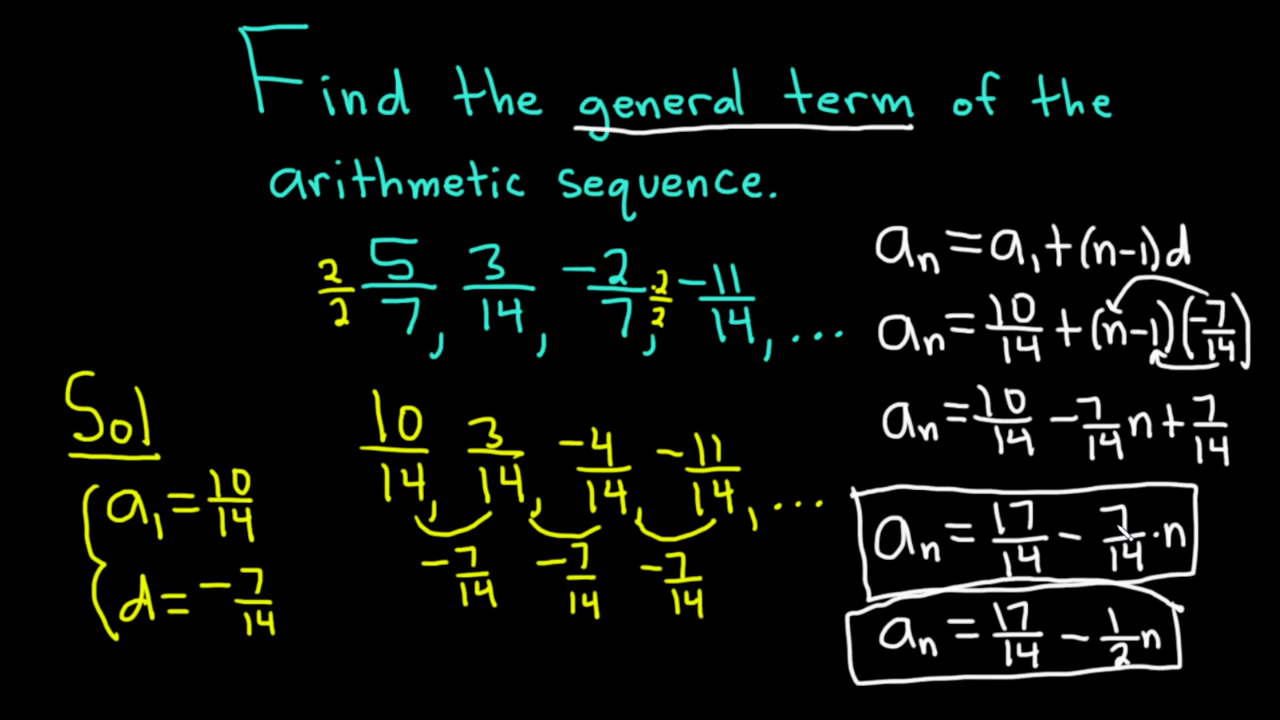 Find the general term of the
arithmetic sequence.
2/2 5/7, 3/14, -2/7 2/2, -11/14, ...
Sol
a₁ = 10/14
d = -7/14
10/14, 3/14, -4/14, -11/14, ...
-7/14 -7/14 -7/14
aₙ = a₁ + (n-1)d
aₙ = 10/14 + (n-1)(-7/14)
aₙ = 10/14 - 7/14 n + 7/14
aₙ = 17/14 - 7/14 · n
aₙ = 17/14 - 1/2 n